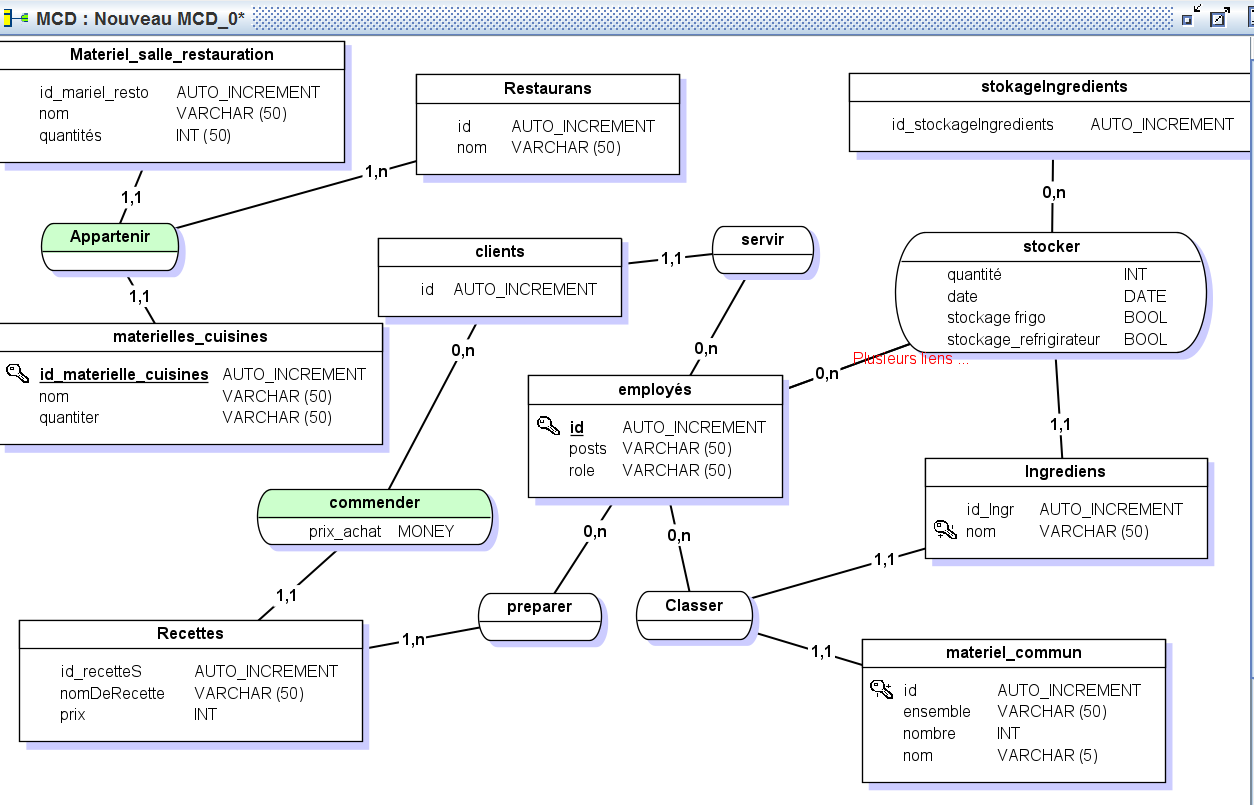 MCD : Nouveau MCD_0*
Materiel_salle_restauration
id_mariel_resto AUTO_INCREMENT
nom VARCHAR (50)
quantités INT (50)
Restaurans
id AUTO_INCREMENT
nom VARCHAR (50)
stokageIngredients
id_stockageIngredients AUTO_INCREMENT
1,1
1,n
0,n
Appartenir
1,1
clients
id AUTO_INCREMENT
1,1
servir
stocker
quantité INT
date DATE
stockage frigo BOOL
stockage_refrigirateur BOOL
materielles_cuisines
id_materielle_cuisines AUTO_INCREMENT
nom VARCHAR (50)
quantiter VARCHAR (50)
0,n
0,n
Plusieurs liens ...
0,n
employés
id AUTO_INCREMENT
posts VARCHAR (50)
role VARCHAR (50)
1,1
Ingrediens
id_Ingr AUTO_INCREMENT
nom VARCHAR (50)
commender
prix_achat MONEY
0,n
0,n
1,1
1,1
preparer
Classer
1,n
1,1
Recettes
id_recetteS AUTO_INCREMENT
nomDeRecette VARCHAR (50)
prix INT
materiel_commun
id AUTO_INCREMENT
ensemble VARCHAR (50)
nombre INT
nom VARCHAR (5)